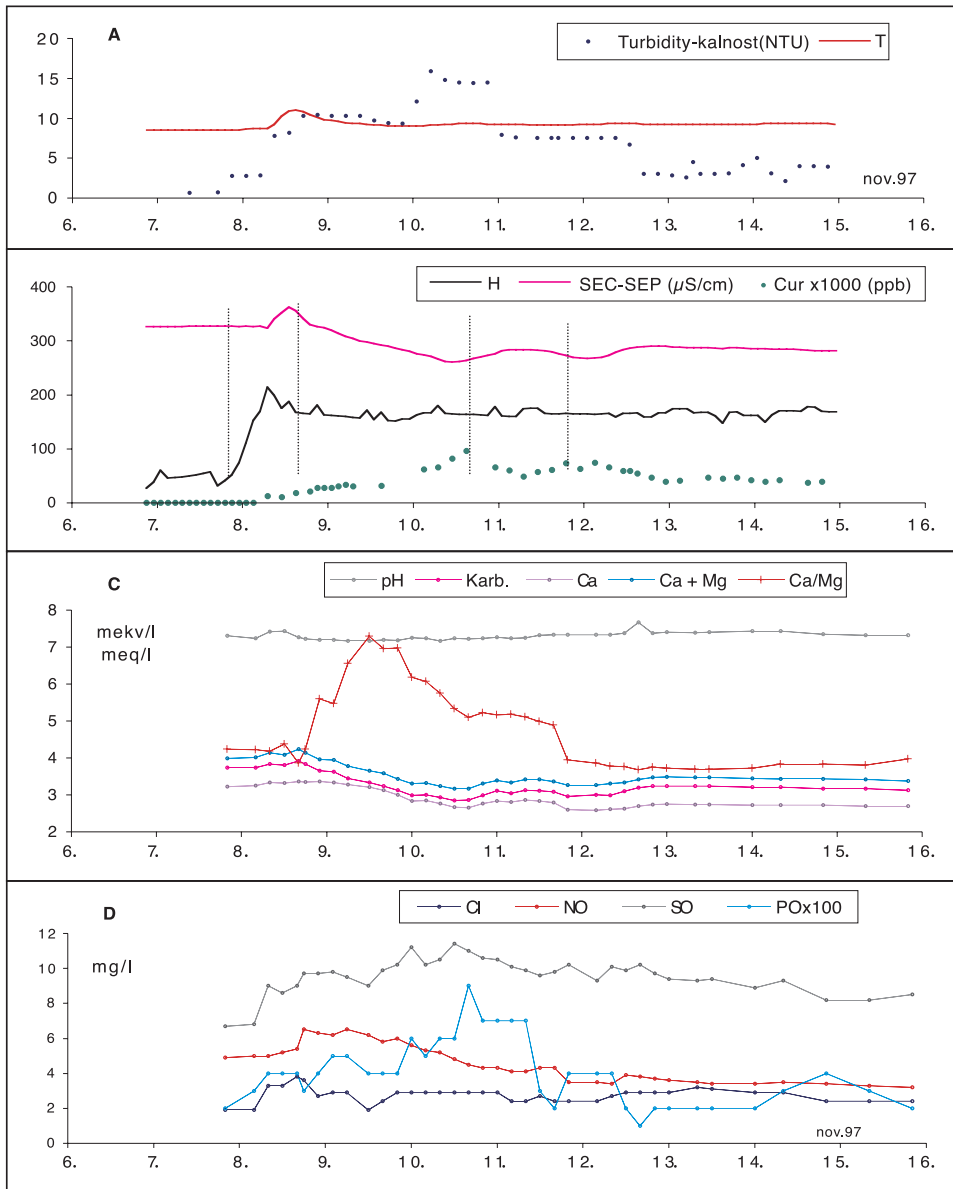 A
Turbidity-kalnost(NTU) T
20
15
10
5
0
nov.97
6. 7. 8. 9. 10. 11. 12. 13. 14. 15. 16.
H SEC-SEP (µS/cm) Cur x1000 (ppb)
400
300
200
100
0
6. 7. 8. 9. 10. 11. 12. 13. 14. 15. 16.
C
pH Karb. Ca Ca + Mg Ca/Mg
mekv/l
meq/l
8
7
6
5
4
3
2
6. 7. 8. 9. 10. 11. 12. 13. 14. 15. 16.
D
Cl NO SO POx100
mg/l
12
10
8
6
4
2
0
nov.97
6. 7. 8. 9. 10. 11. 12. 13. 14. 15. 16.